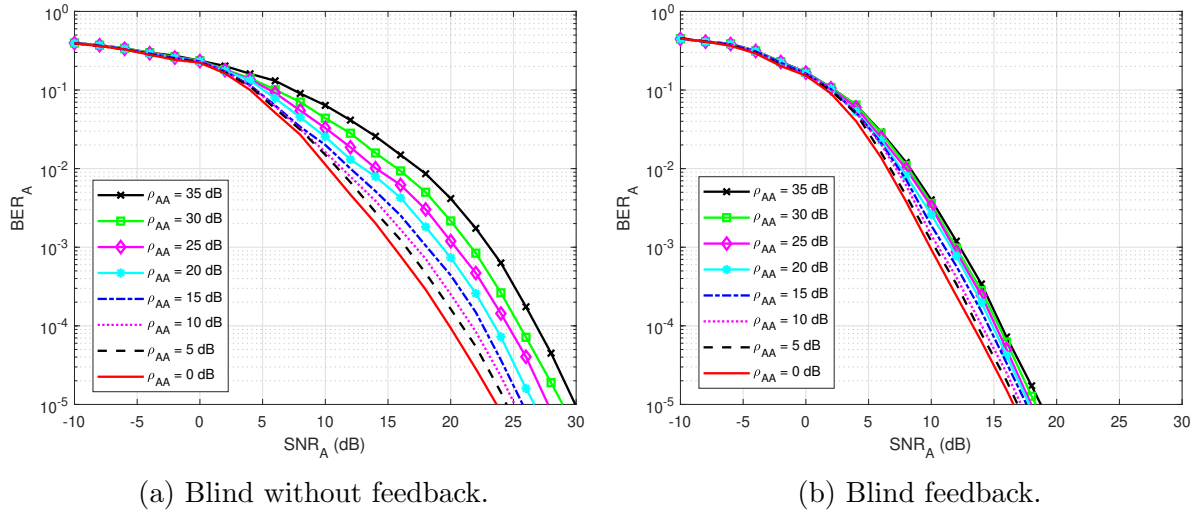 10^0
10^-1
10^-2
10^-3
10^-4
10^-5
BER_A
ρ_AA = 35 dB
ρ_AA = 30 dB
ρ_AA = 25 dB
ρ_AA = 20 dB
ρ_AA = 15 dB
ρ_AA = 10 dB
ρ_AA = 5 dB
ρ_AA = 0 dB
-10 -5 0 5 10 15 20 25 30
SNR_A (dB)
(a) Blind without feedback.
10^0
10^-1
10^-2
10^-3
10^-4
10^-5
BER_A
ρ_AA = 35 dB
ρ_AA = 30 dB
ρ_AA = 25 dB
ρ_AA = 20 dB
ρ_AA = 15 dB
ρ_AA = 10 dB
ρ_AA = 5 dB
ρ_AA = 0 dB
-10 -5 0 5 10 15 20 25 30
SNR_A (dB)
(b) Blind feedback.